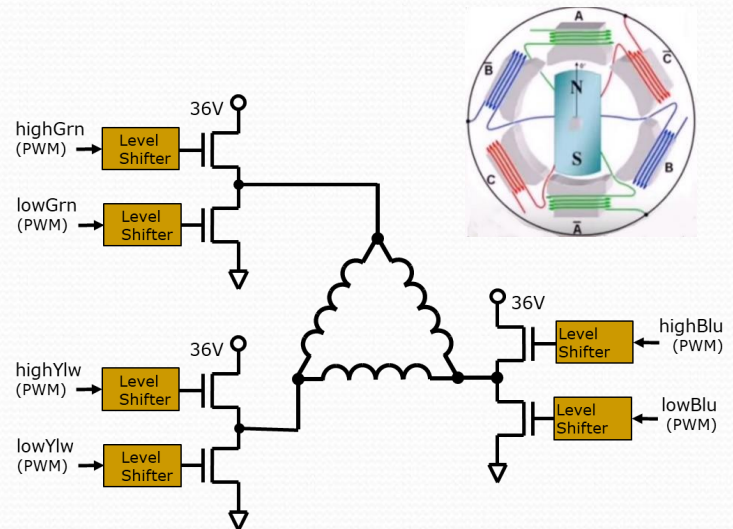 A
B̅
C̅
N
S
C
B
A̅
36V
highGrn
(PWM)
Level
Shifter
lowGrn
(PWM)
Level
Shifter
36V
highBlu
(PWM)
Level
Shifter
36V
highYlw
(PWM)
Level
Shifter
lowBlu
(PWM)
Level
Shifter
lowYlw
(PWM)
Level
Shifter